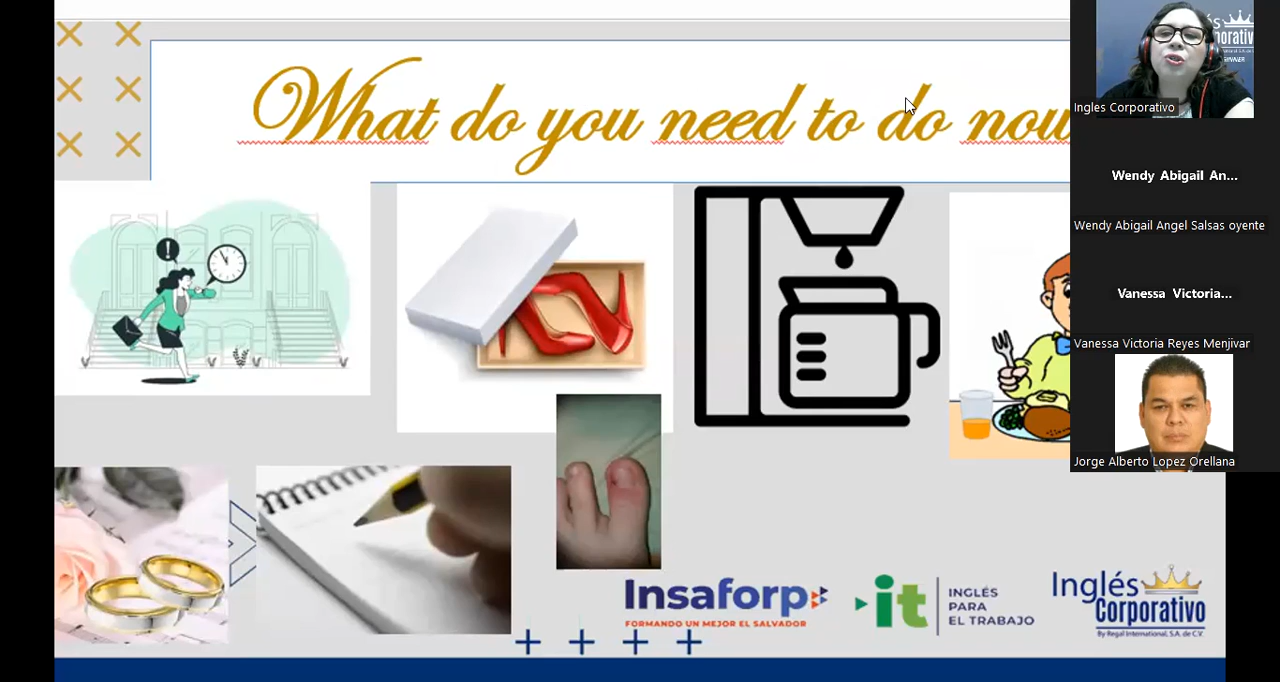 What do you need to do now
Ingles Corporativo
Wendy Abigail An...
Wendy Abigail Angel Salsas oyente
Vanessa Victoria...
Vanessa Victoria Reyes Menjivar
Jorge Alberto Lopez Orellana
Insaforp
FORMANDO UN MEJOR EL SALVADOR
it
INGLÉS
PARA
EL TRABAJO
Inglés
Corporativo
By Regal International, S.A. de C.V.